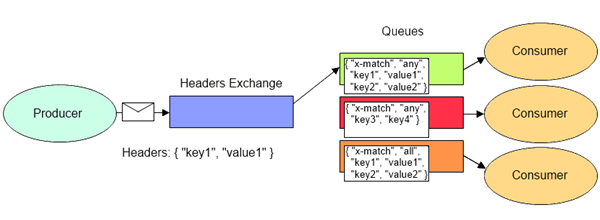 Queues
Headers Exchange
Producer
Headers: { "key1", "value1" }
{ "x-match", "any",
"key1", "value1",
"key2", "value2" }
Consumer
{ "x-match", "any",
"key3", "key4" }
Consumer
{ "x-match", "all",
"key1", "value1",
"key2", "value2" }
Consumer